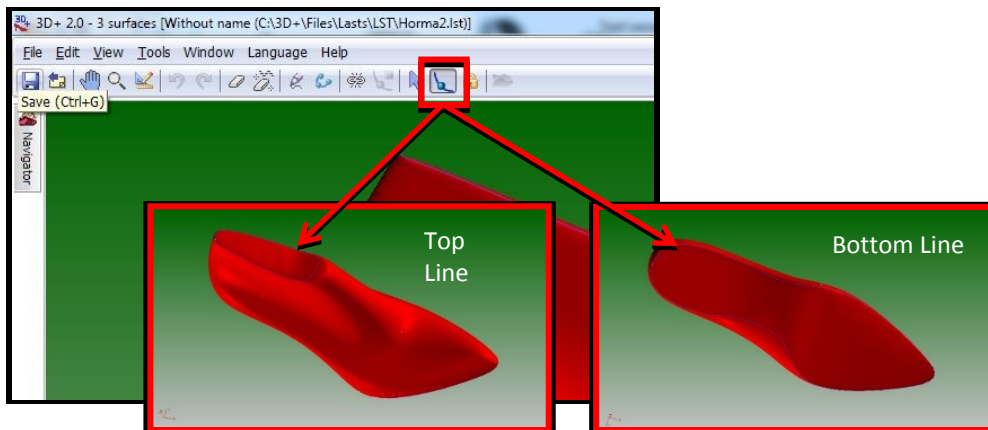 3D+ 2.0 - 3 surfaces [Without name (C:\3D+\Files\Lasts\LST\Horma2.lst)]
File Edit View Tools Window Language Help
Save (Ctrl+G)
Navigator
Top
Line
Bottom Line